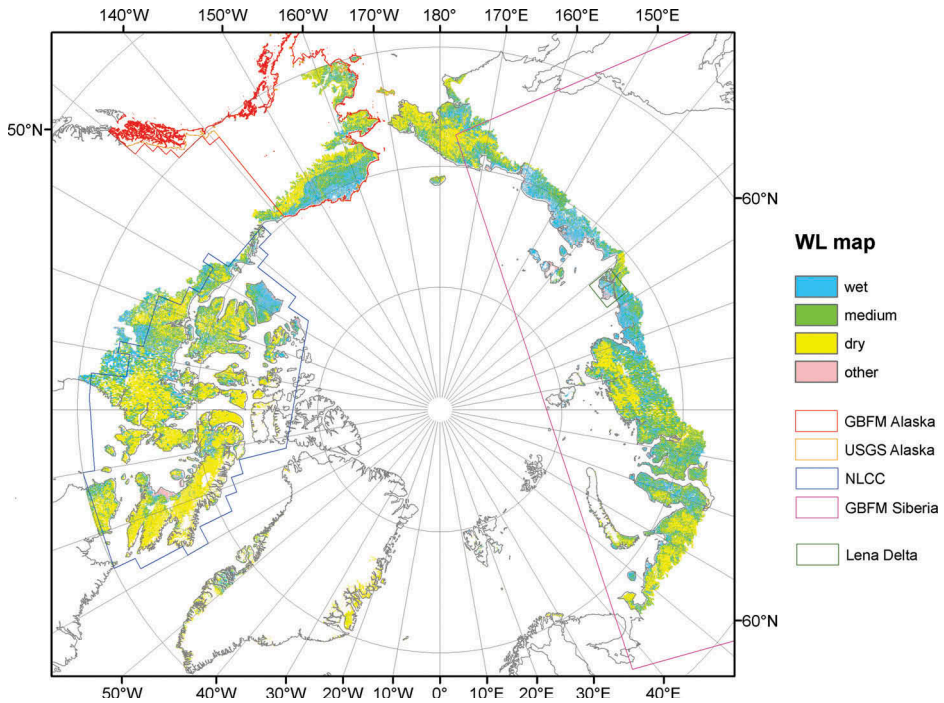 140°W 150°W 160°W 170°W 180° 170°E 160°E 150°E
50°N
60°N
WL map
wet
medium
dry
other
GBFM Alaska
USGS Alaska
NLCC
GBFM Siberia
Lena Delta
60°N
50°W 40°W 30°W 20°W 10°W 0° 10°E 20°E 30°E 40°E